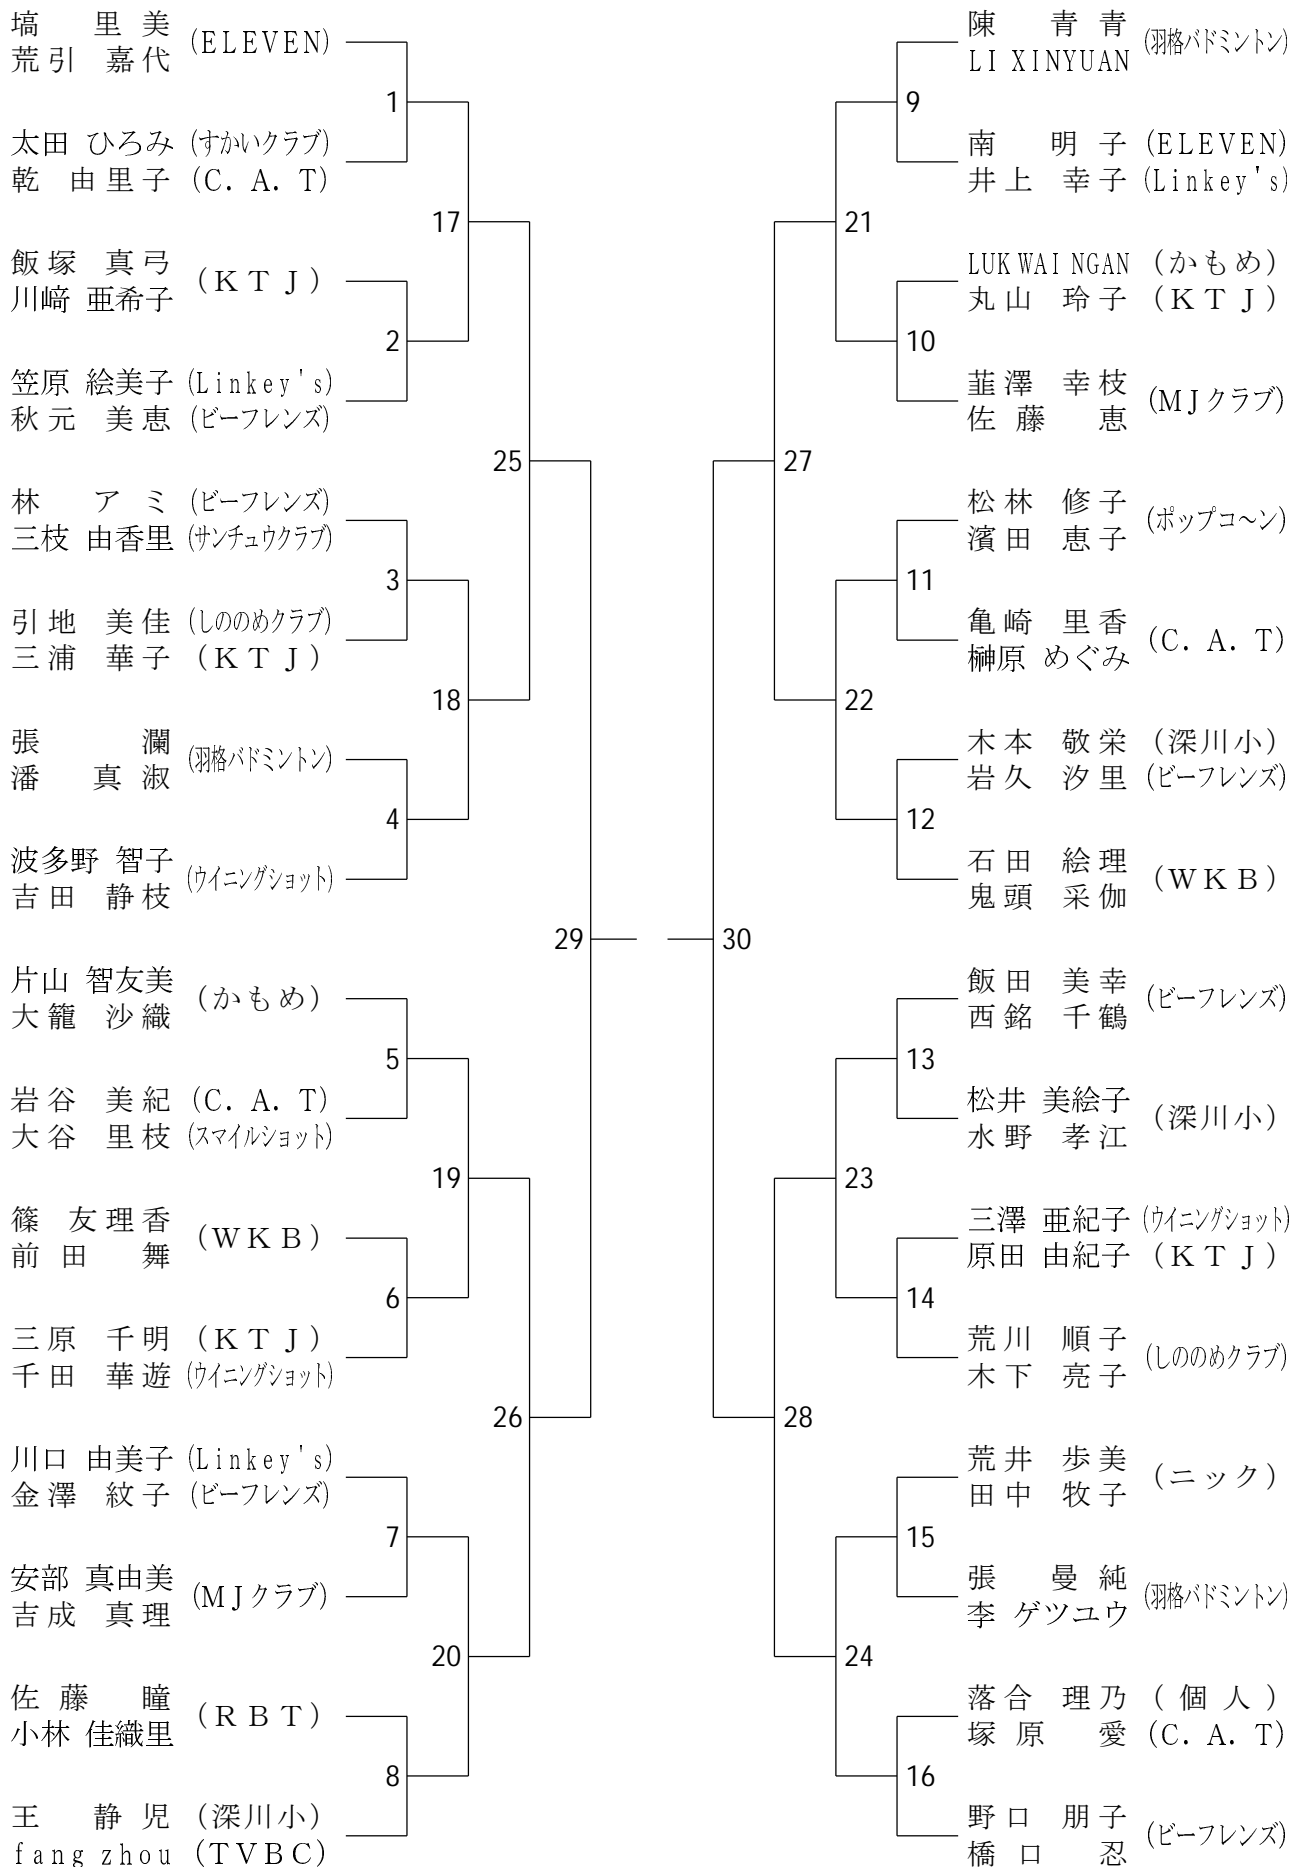 塙 里美 (ELEVEN)
荒引 嘉代
1
太田 ひろみ (すかいクラブ)
乾 由里子 (C. A. T)
17
飯塚 真弓 (ＫＴＪ)
川﨑 亜希子
2
笠原 絵美子 (Linkey's)
秋元 美恵 (ビーフレンズ)
25
林 アミ (ビーフレンズ)
三枝 由香里 (サンチュウクラブ)
3
引地 美佳 (しののめクラブ)
三浦 華子 (ＫＴＪ)
18
張 瀾 (羽格バドミントン)
潘 真淑
4
波多野 智子 (ウイニングショット)
吉田 静枝
29
片山 智友美 (かもめ)
大籠 沙織
5
岩谷 美紀 (C. A. T)
大谷 里枝 (スマイルショット)
19
篠 友理香 (ＷＫＢ)
前田 舞
6
三原 千明 (ＫＴＪ)
千田 華遊 (ウイニングショット)
26
川口 由美子 (Linkey's)
金澤 紋子 (ビーフレンズ)
7
安部 真由美 (MJクラブ)
吉成 真理
20
佐藤 瞳 (ＲＢＴ)
小林 佳織里
8
王 静児 (深川小)
fang zhou (TVBC)
陳 青青 (羽格バドミントン)
LI XINYUAN
9
南 明子 (ELEVEN)
井上 幸子 (Linkey's)
21
LUK WAI NGAN (かもめ)
丸山 玲子 (ＫＴＪ)
10
韮澤 幸枝 (MJクラブ)
佐藤 恵
27
松林 修子 (ポップコ～ン)
濱田 恵子
11
亀崎 里香 (C. A. T)
榊原 めぐみ
22
木本 敬栄 (深川小)
岩久 汐里 (ビーフレンズ)
12
石田 絵理 (ＷＫＢ)
鬼頭 采伽
30
飯田 美幸 (ビーフレンズ)
西銘 千鶴
13
松井 美絵子 (深川小)
水野 孝江
23
三澤 亜紀子 (ウイニングショット)
原田 由紀子 (ＫＴＪ)
14
荒川 順子 (しののめクラブ)
木下 亮子
28
荒井 歩美 (ニック)
田中 牧子
15
張 曼純 (羽格バドミントン)
李 ゲツユウ
24
落合 理乃 (個人)
塚原 愛 (C. A. T)
16
野口 朋子 (ビーフレンズ)
橋口 忍